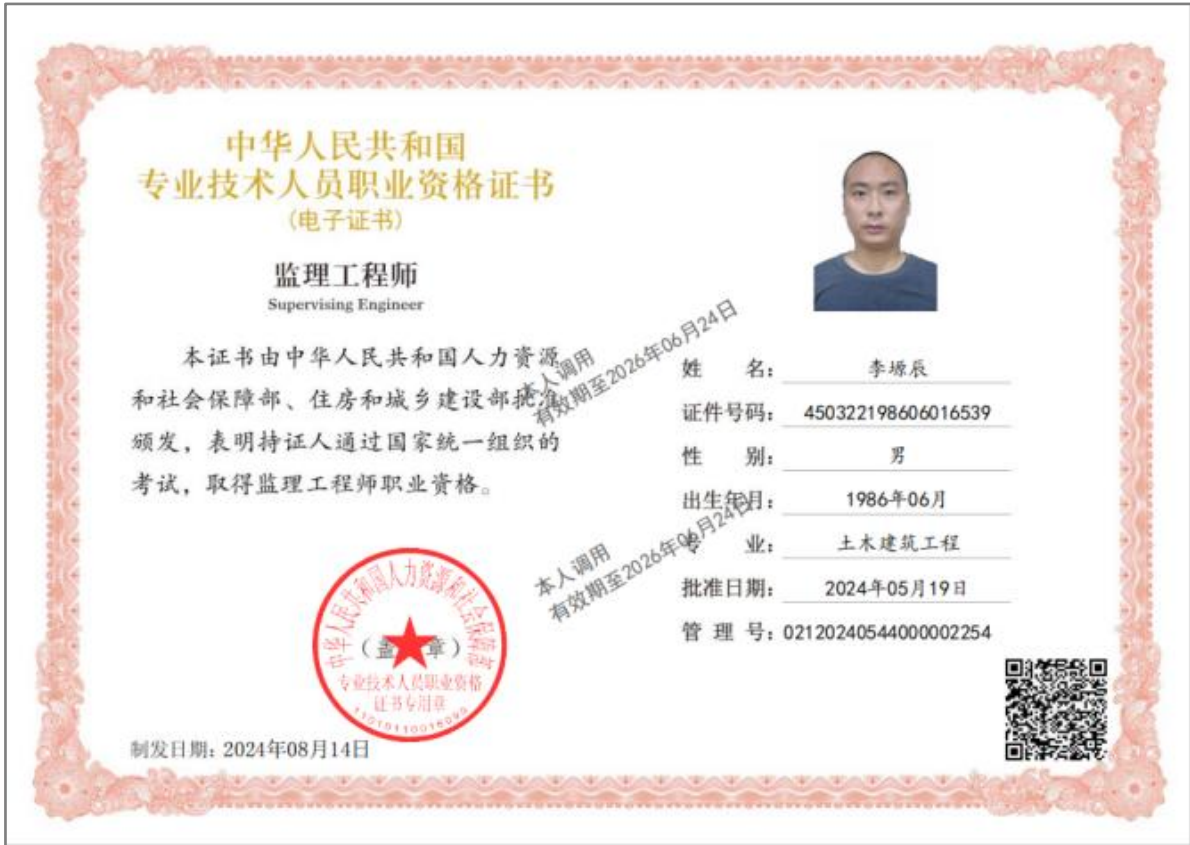 中华人民共和国
专业技术人员职业资格证书
(电子证书)
监理工程师
Supervising Engineer
本证书由中华人民共和国人力资源
和社会保障部、住房和城乡建设部批准
颁发，表明持证人通过国家统一组织的
考试，取得监理工程师职业资格。
本人调用
有效期至2026年06月24日
姓 名：李塬辰
证件号码：450322198606016539
性 别：男
出生年月：1986年06月
专 业：土木建筑工程
批准日期：2024年05月19日
管 理 号：02120240544000002254
本人调用
有效期至2026年06月24日
中华人民共和国人力资源和社会保障部
(盖 章)
专业技术人员职业资格
证书专用章
制发日期：2024年08月14日